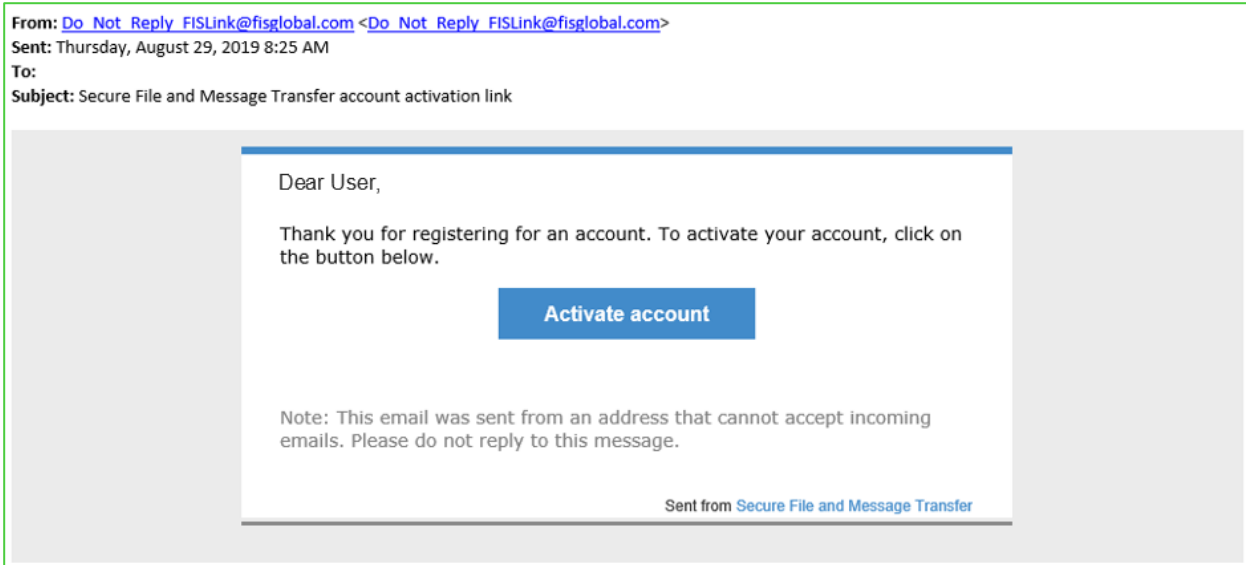 From: Do_Not_Reply_FISLink@fisglobal.com <Do_Not_Reply_FISLink@fisglobal.com>
Sent: Thursday, August 29, 2019 8:25 AM
To:
Subject: Secure File and Message Transfer account activation link
Dear User,
Thank you for registering for an account. To activate your account, click on
the button below.
Activate account
Note: This email was sent from an address that cannot accept incoming
emails. Please do not reply to this message.
Sent from Secure File and Message Transfer